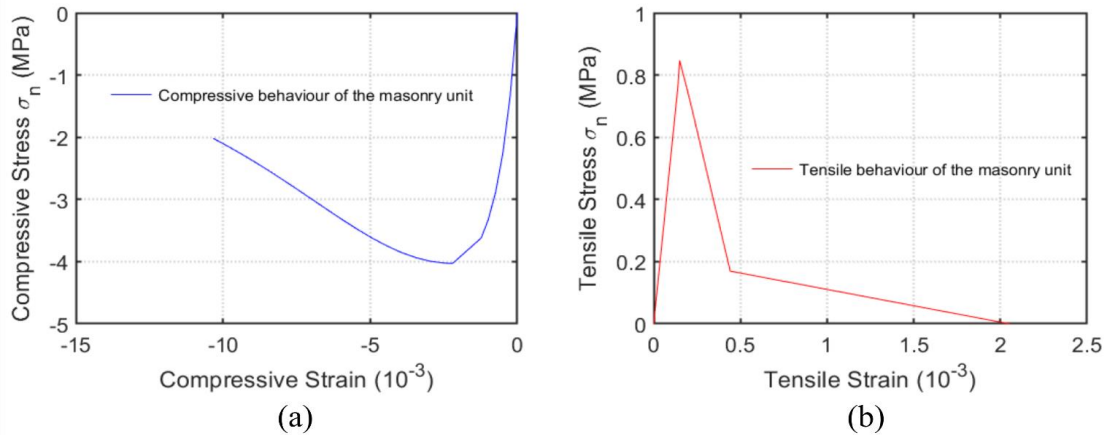 Compressive Stress σn (MPa)
0
-1
-2
-3
-4
-5
Compressive behaviour of the masonry unit
-15
-10
-5
0
Compressive Strain (10-3)
(a)
Tensile Stress σn (MPa)
1
0.8
0.6
0.4
0.2
0
Tensile behaviour of the masonry unit
0
0.5
1
1.5
2
2.5
Tensile Strain (10-3)
(b)